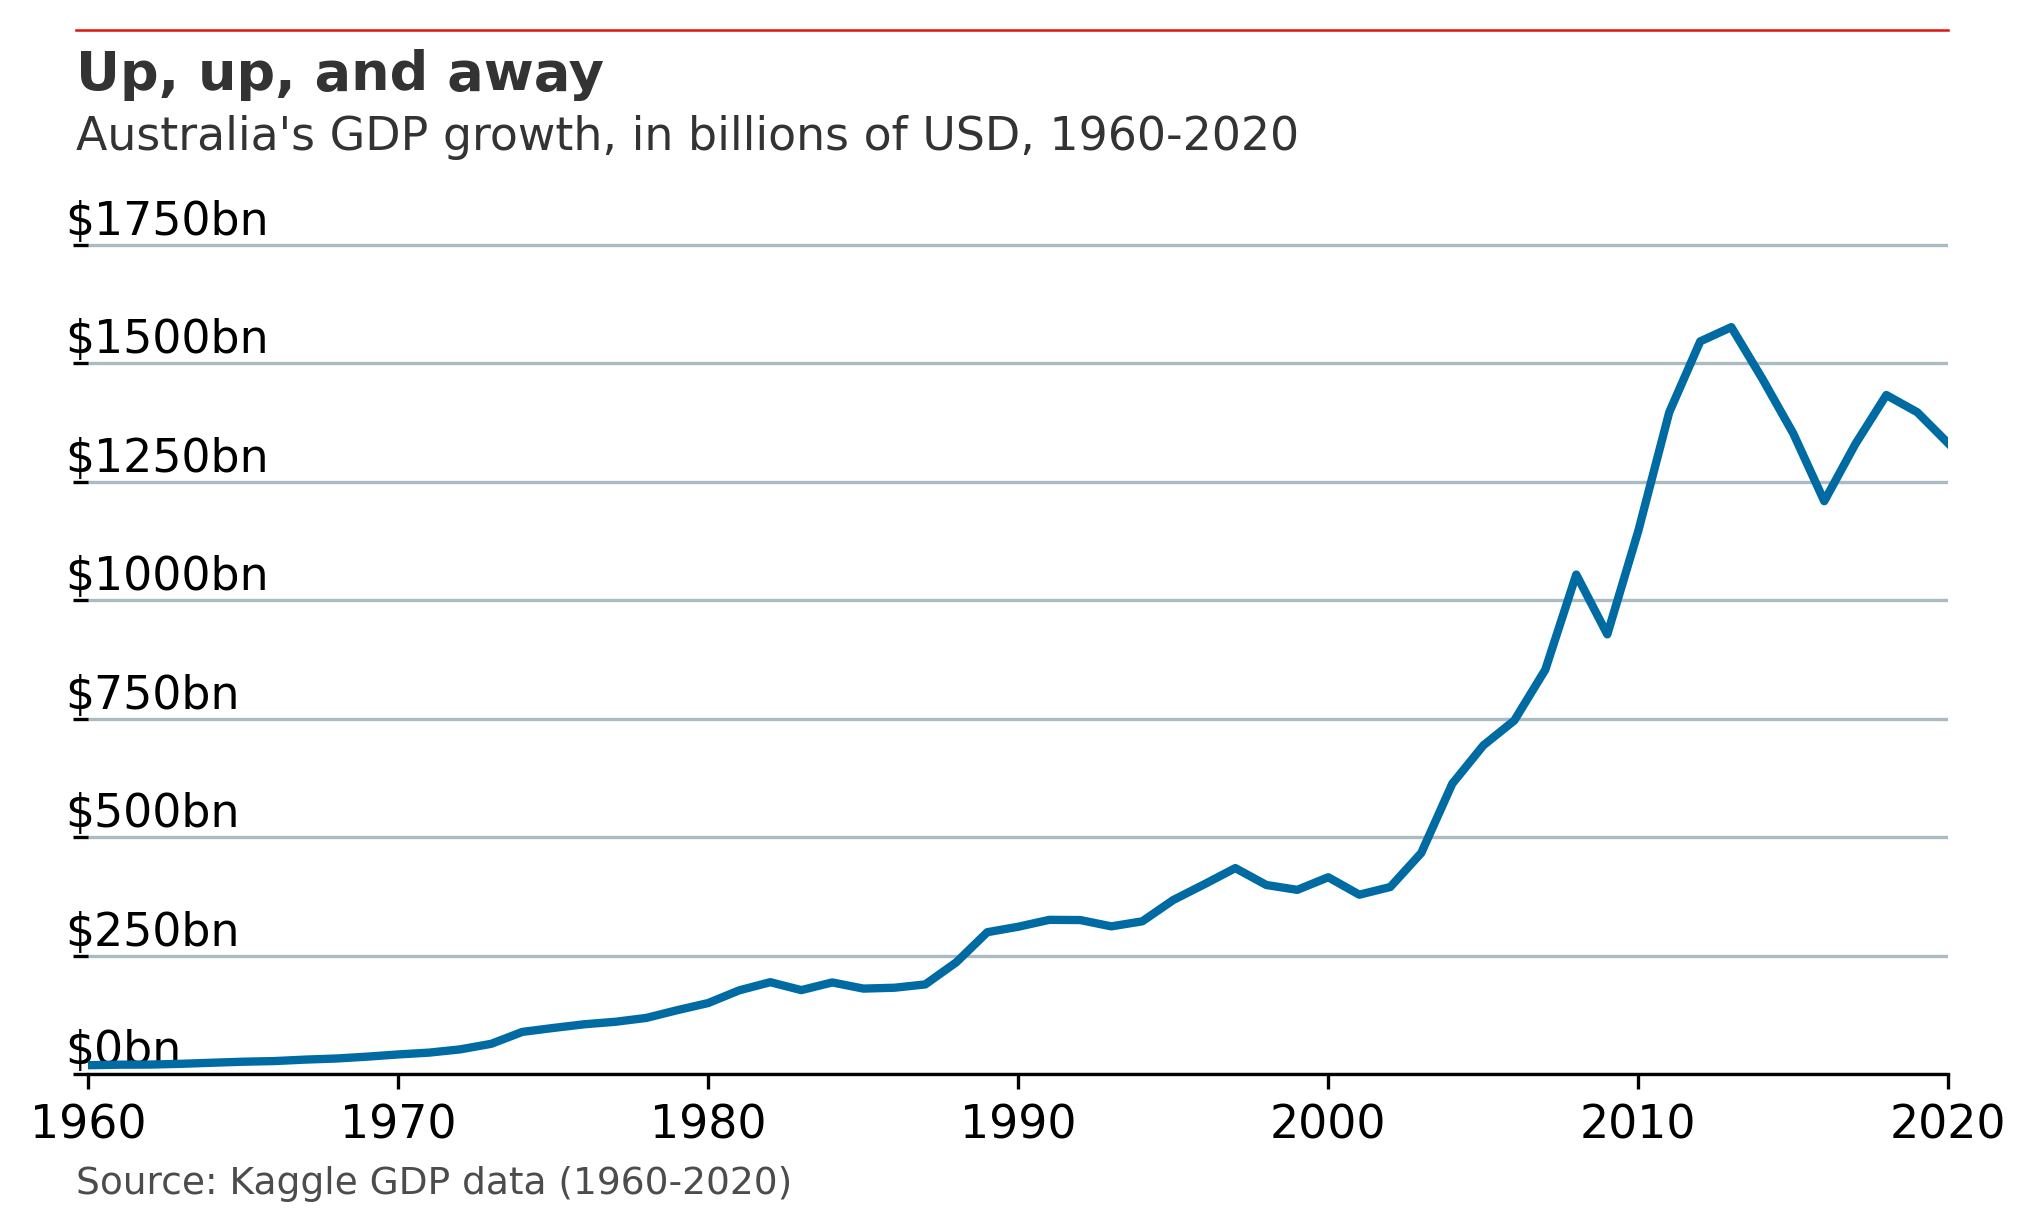 Up, up, and away
Australia's GDP growth, in billions of USD, 1960-2020
$1750bn
$1500bn
$1250bn
$1000bn
$750bn
$500bn
$250bn
$0bn
1960 1970 1980 1990 2000 2010 2020
Source: Kaggle GDP data (1960-2020)